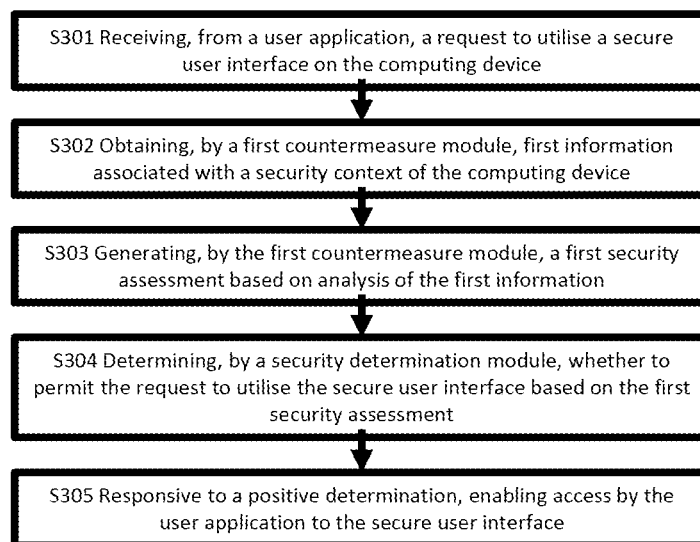 S301 Receiving, from a user application, a request to utilise a secure
user interface on the computing device
S302 Obtaining, by a first countermeasure module, first information
associated with a security context of the computing device
S303 Generating, by the first countermeasure module, a first security
assessment based on analysis of the first information
S304 Determining, by a security determination module, whether to
permit the request to utilise the secure user interface based on the first
security assessment
S305 Responsive to a positive determination, enabling access by the
user application to the secure user interface